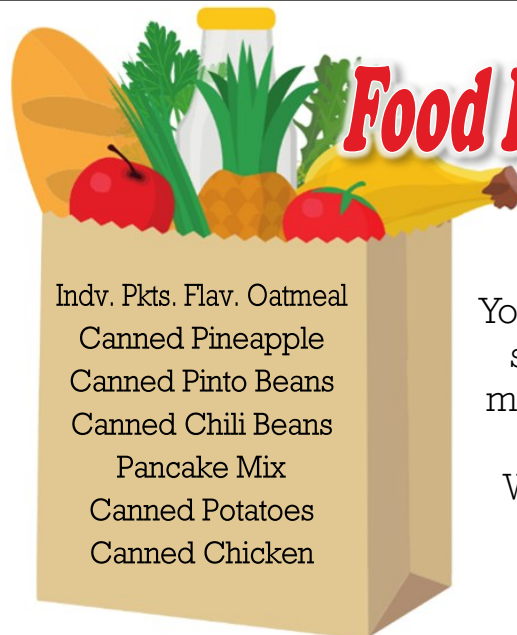 Food
Indv. Pkts. Flav. Oatmeal
Canned Pineapple
Canned Pinto Beans
Canned Chili Beans
Pancake Mix
Canned Potatoes
Canned Chicken